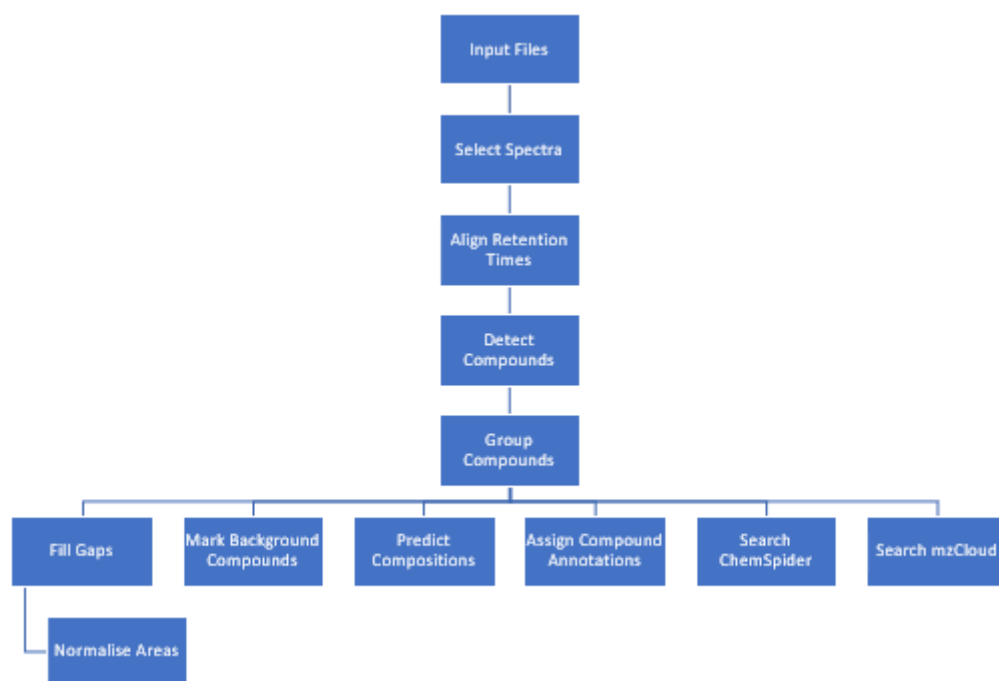 Input Files
Select Spectra
Align Retention
Times
Detect
Compounds
Group
Compounds
Fill Gaps
Mark Background
Compounds
Predict
Compositions
Assign Compound
Annotations
Search
ChemSpider
Search mzCloud
Normalise Areas